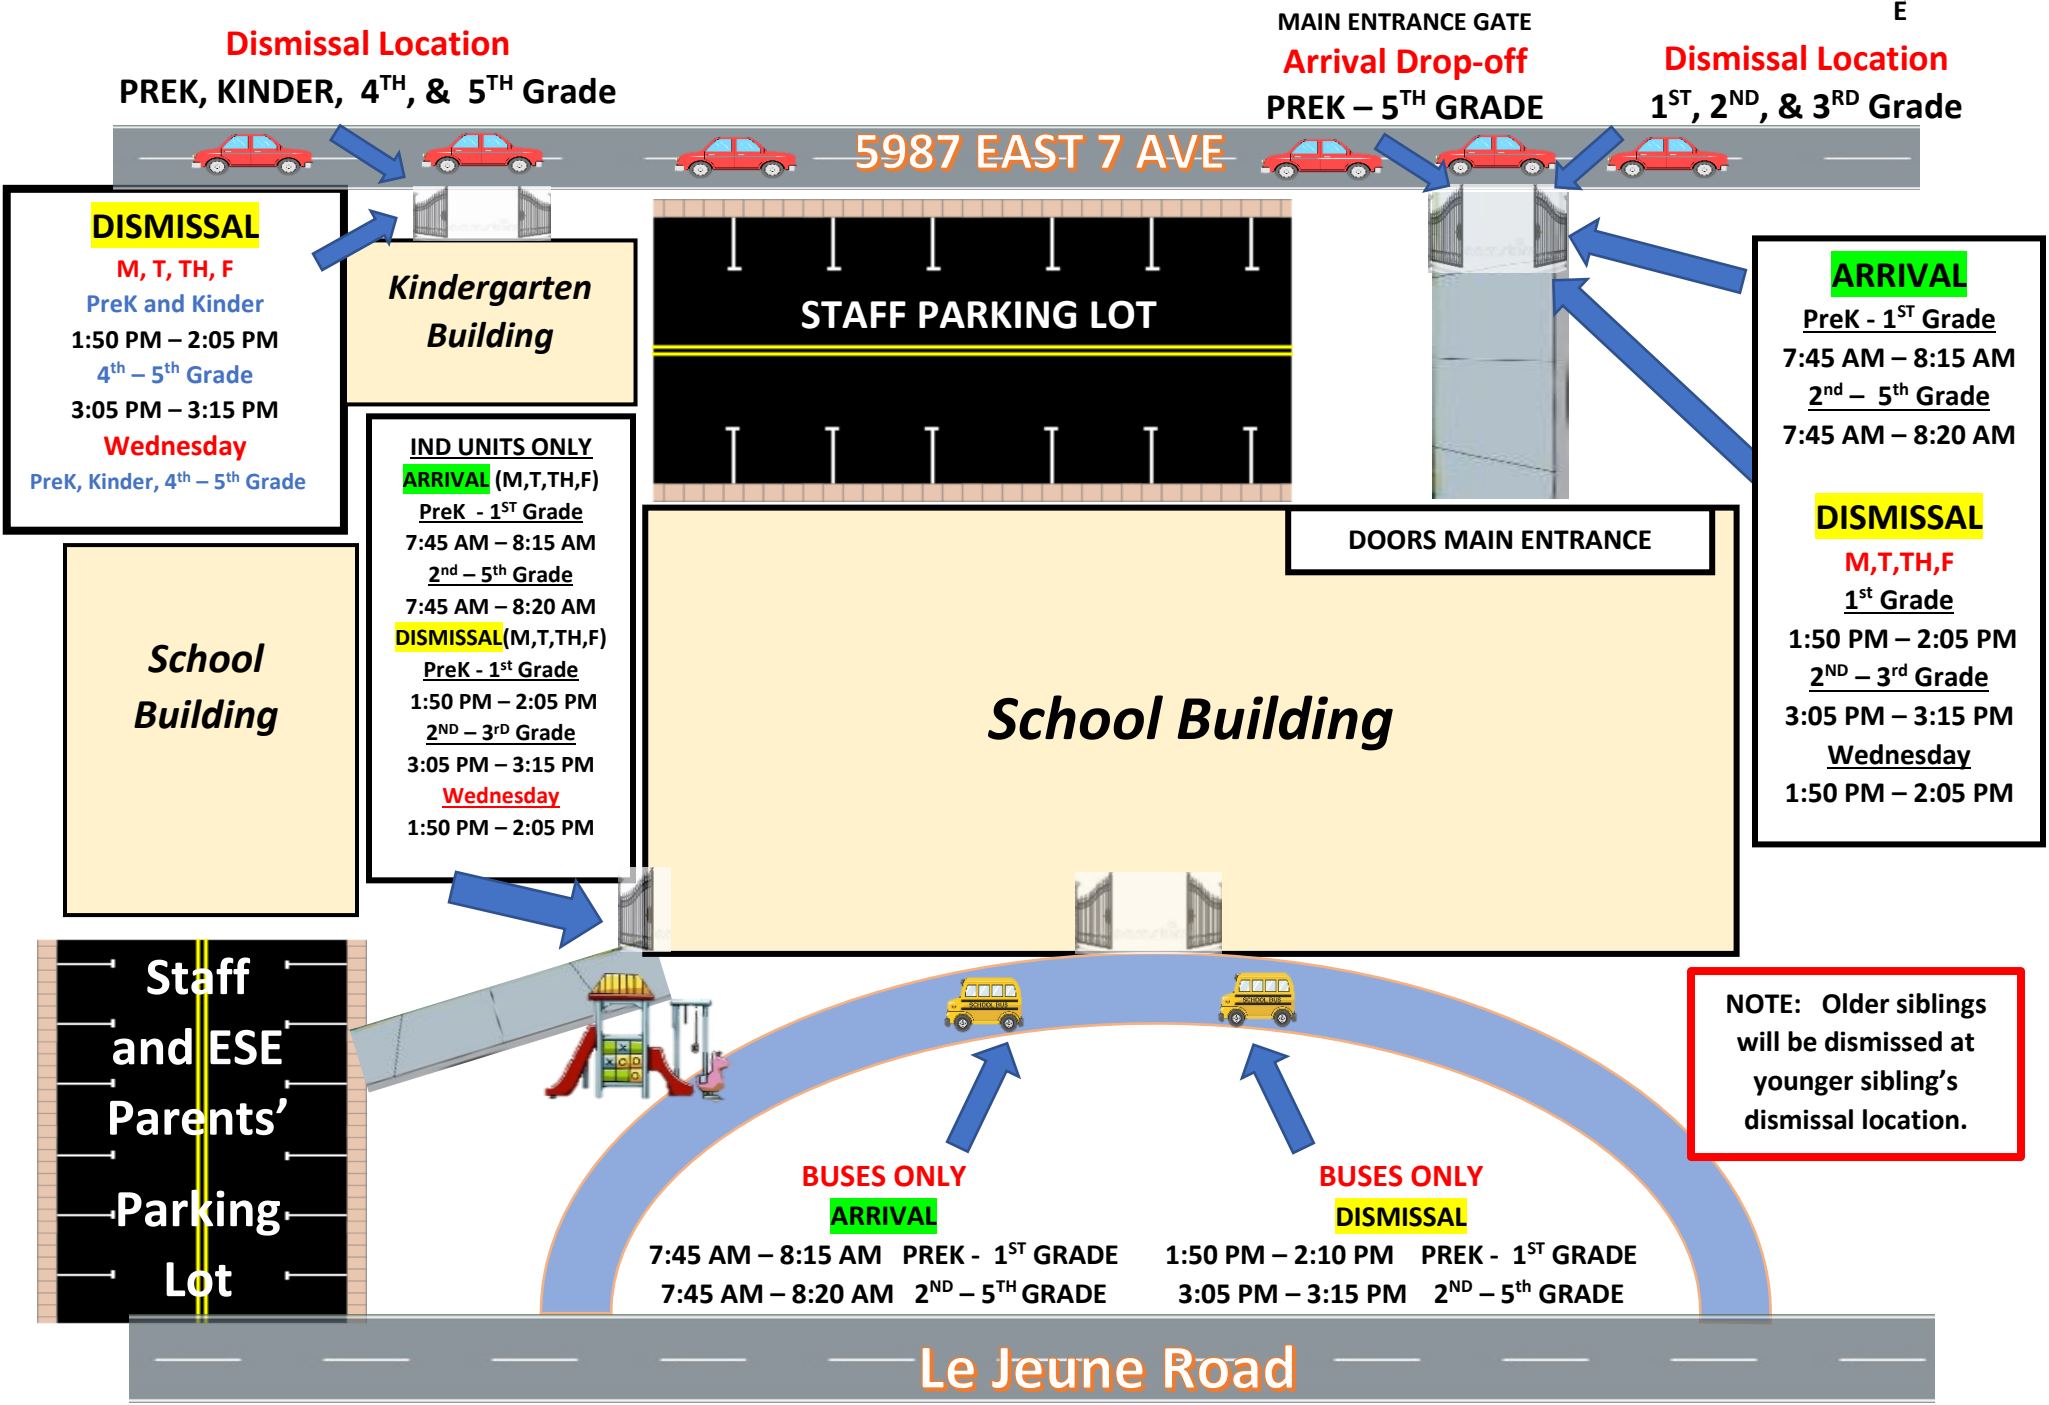 E
MAIN ENTRANCE GATE
Dismissal Location
PREK, KINDER, 4TH, & 5TH Grade
Arrival Drop-off
PREK – 5TH GRADE
Dismissal Location
1ST, 2ND, & 3RD Grade
5987 EAST 7 AVE
DISMISSAL
M, T, TH, F
PreK and Kinder
1:50 PM – 2:05 PM
4th – 5th Grade
3:05 PM – 3:15 PM
Wednesday
PreK, Kinder, 4th – 5th Grade
Kindergarten
Building
STAFF PARKING LOT
ARRIVAL
PreK - 1ST Grade
7:45 AM – 8:15 AM
2nd – 5th Grade
7:45 AM – 8:20 AM
DISMISSAL
M,T,TH,F
1st Grade
1:50 PM – 2:05 PM
2ND – 3rd Grade
3:05 PM – 3:15 PM
Wednesday
1:50 PM – 2:05 PM
IND UNITS ONLY
ARRIVAL (M,T,TH,F)
PreK - 1ST Grade
7:45 AM – 8:15 AM
2nd – 5th Grade
7:45 AM – 8:20 AM
DISMISSAL(M,T,TH,F)
PreK - 1st Grade
1:50 PM – 2:05 PM
2ND – 3rD Grade
3:05 PM – 3:15 PM
Wednesday
1:50 PM – 2:05 PM
DOORS MAIN ENTRANCE
School
Building
School Building
Staff
and ESE
Parents’
Parking
Lot
SCHOOL BUS
SCHOOL BUS
NOTE: Older siblings
will be dismissed at
younger sibling’s
dismissal location.
BUSES ONLY
ARRIVAL
7:45 AM – 8:15 AM PREK - 1ST GRADE
7:45 AM – 8:20 AM 2ND – 5TH GRADE
BUSES ONLY
DISMISSAL
1:50 PM – 2:10 PM PREK - 1ST GRADE
3:05 PM – 3:15 PM 2ND – 5th GRADE
Le Jeune Road